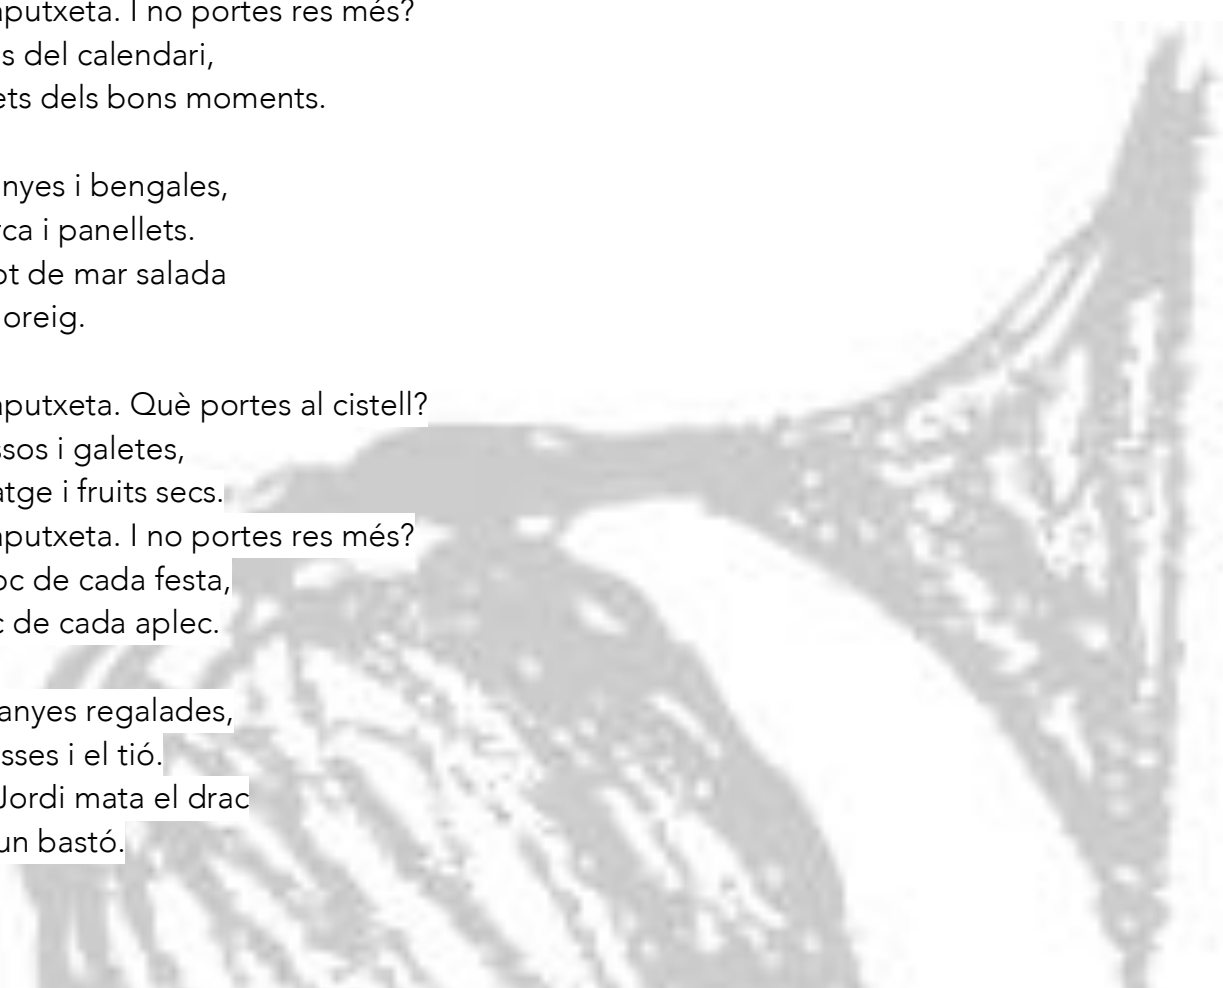 aputxeta. I no portes res més?
s del calendari,
ets dels bons moments.
nyes i bengales,
rca i panellets.
ot de mar salada
oreig.
aputxeta. Què portes al cistell?
ssos i galetes,
atge i fruits secs.
aputxeta. I no portes res més?
oc de cada festa,
c de cada aplec.
anyes regalades,
sses i el tió.
Jordi mata el drac
un bastó.